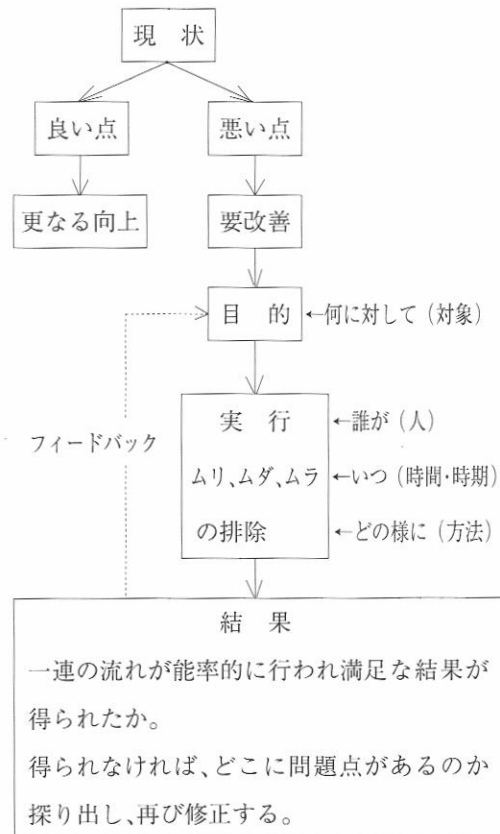 現 状
良い点
悪い点
更なる向上
要改善
目 的
←何に対して（対象）
実 行
←誰が（人）
フィードバック
ムリ、ムダ、ムラ
←いつ（時間・時期）
の排除
←どの様に（方法）
結 果
一連の流れが能率的に行われ満足な結果が
得られたか。
得られなければ、どこに問題点があるのか
探り出し、再び修正する。